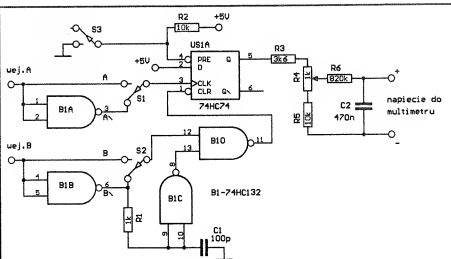 R2
10k
+5V
S3
+5V
US1A
4
PRE
Q
5
2
D
3
CLK
1
CLR
Q\
6
74HC74
R3
3k6
R4
1k
R6
820k
R5
10k
C2
470n
+
napiecie do
multimetru
-
wej.A
A
1
2
B1A
3
A\
S1
wej.B
B
4
5
B1B
6
B\
S2
12
13
B1D
11
8
B1C
B1-74HC132
R1
1k
9
10
C1
100p